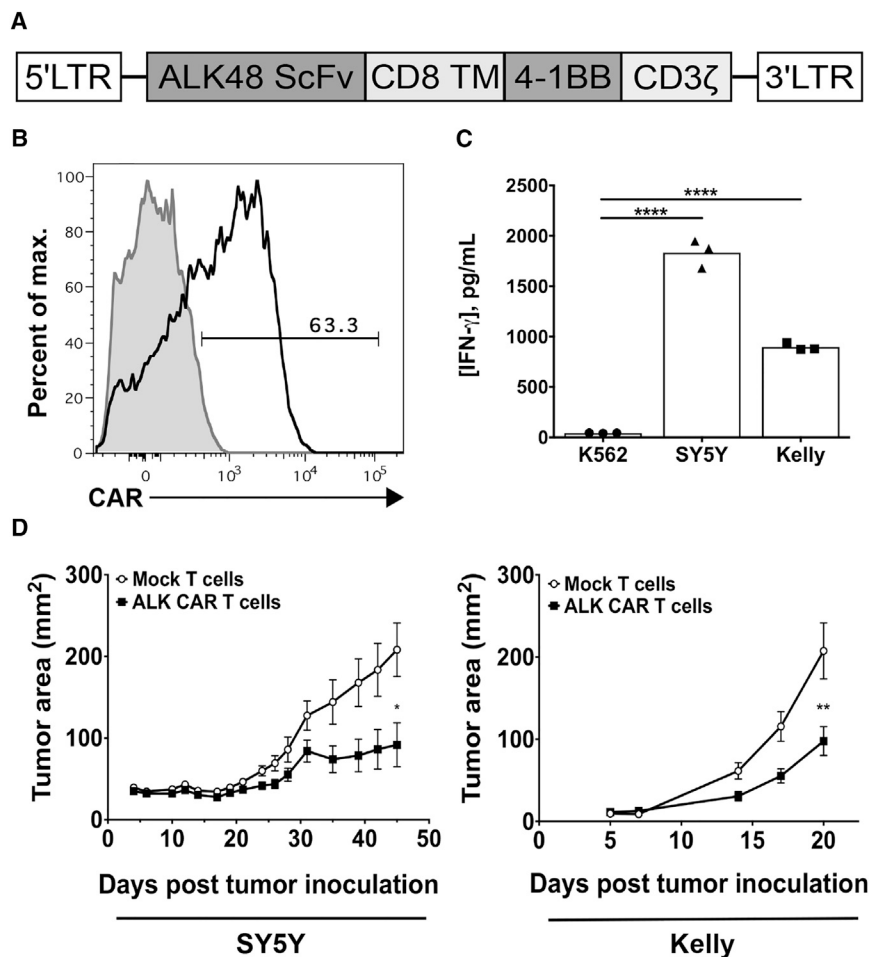 A
5'LTR ALK48 ScFv CD8 TM 4-1BB CD3ζ 3'LTR
B
Percent of max.
100
80
60
40
20
0
63.3
0 10³ 10⁴ 10⁵
CAR
C
[IFN-γ], pg/mL
2500
2000
1500
1000
500
0
****
****
K562 SY5Y Kelly
D
Tumor area (mm²)
300
200
100
0
Mock T cells
ALK CAR T cells
*
0 10 20 30 40 50
Days post tumor inoculation
SY5Y
Tumor area (mm²)
300
200
100
0
Mock T cells
ALK CAR T cells
**
0 5 10 15 20
Days post tumor inoculation
Kelly